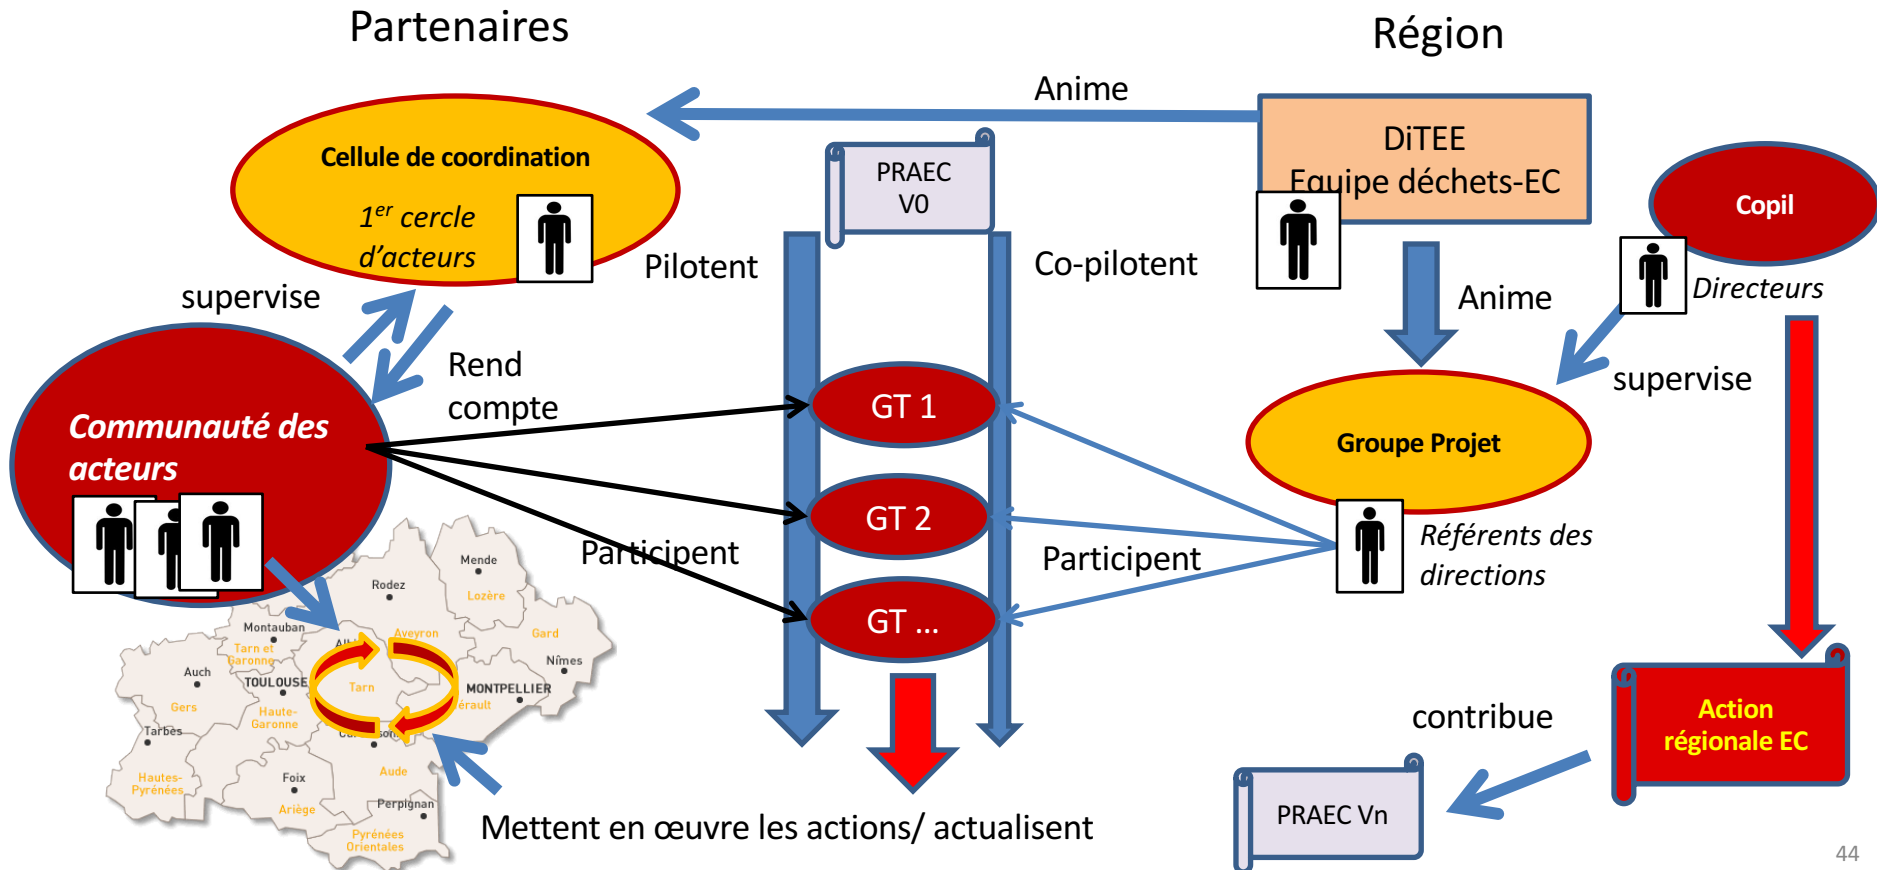 Partenaires
Région
Anime
DiTEE
Equipe déchets-EC
Cellule de coordination
1er cercle
d'acteurs
PRAEC
V0
Copil
Pilotent
Co-pilotent
Directeurs
supervise
Anime
Rend
compte
supervise
Communauté des
acteurs
GT 1
Groupe Projet
GT 2
Participent
Participent
Référents des
directions
GT ...
Mende
Lozère
Rodez
Aveyron
Gard
Nîmes
Montauban
Tarn et
Garonne
Auch
Gers
TOULOUSE
Haute-
Garonne
Tarn
MONTPELLIER
Tarbes
Hautes-
Pyrénées
Foix
Ariège
Aude
Perpignan
Pyrénées
Orientales
Action
régionale EC
contribue
PRAEC Vn
Mettent en œuvre les actions/ actualisent
44